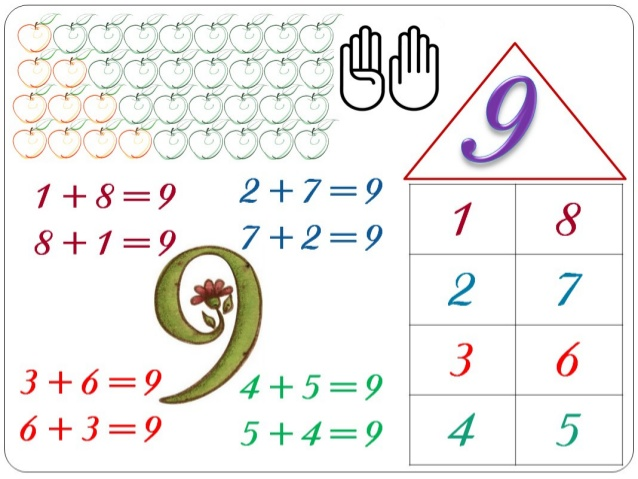 9
1 + 8 = 9
8 + 1 = 9
2 + 7 = 9
7 + 2 = 9
9
3 + 6 = 9
6 + 3 = 9
4 + 5 = 9
5 + 4 = 9
1 8
2 7
3 6
4 5